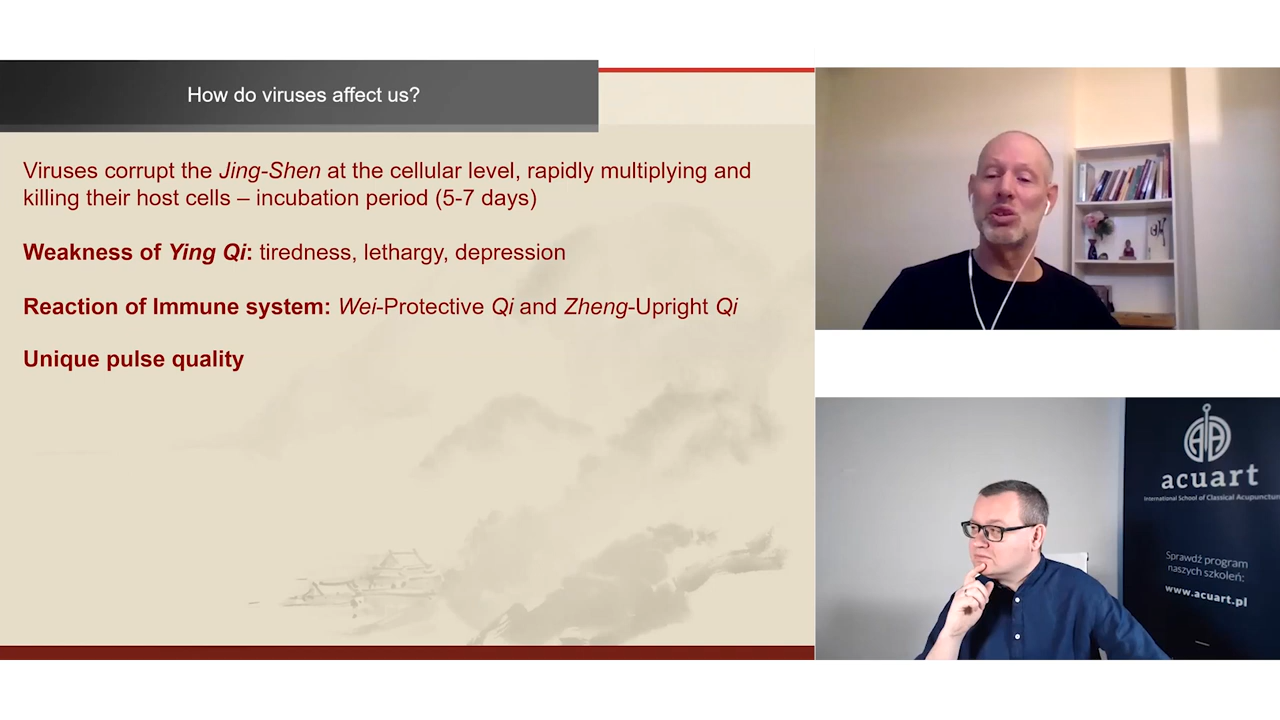 How do viruses affect us?
Viruses corrupt the Jing-Shen at the cellular level, rapidly multiplying and
killing their host cells – incubation period (5-7 days)
Weakness of Ying Qi: tiredness, lethargy, depression
Reaction of Immune system: Wei-Protective Qi and Zheng-Upright Qi
Unique pulse quality
acuart
International School of Classical Acupunctur
Sprawdź program
naszych szkoleń:
www.acuart.pl